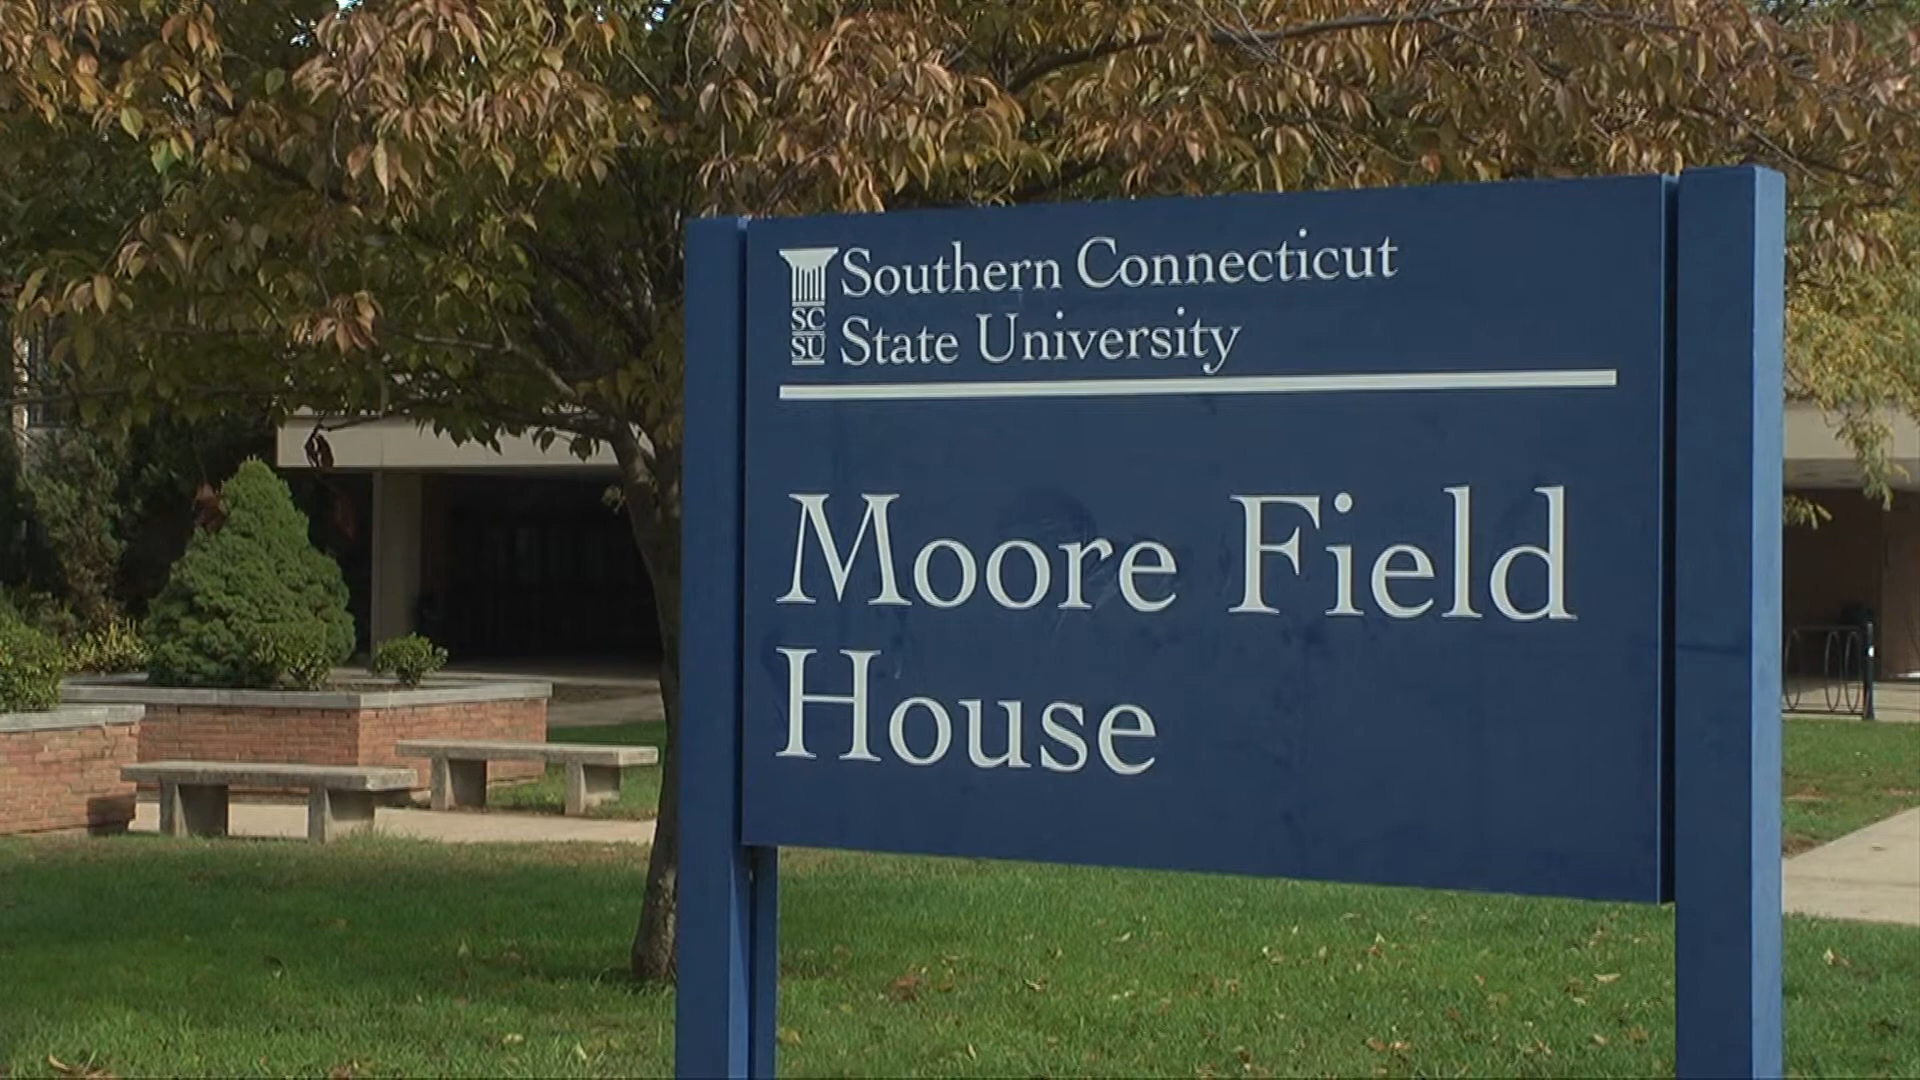 SC
SU
Southern Connecticut
State University
Moore Field
House